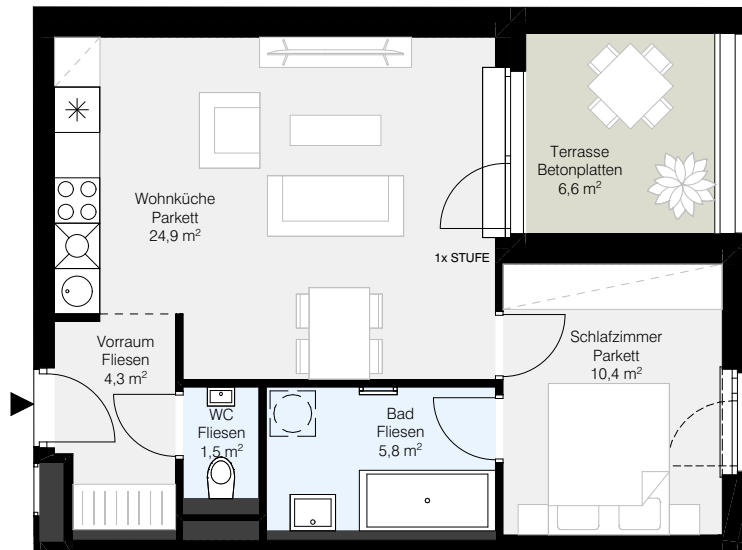 Terrasse
Betonplatten
6,6 m²
Wohnküche
Parkett
24,9 m²
1x STUFE
Vorraum
Fliesen
4,3 m²
Schlafzimmer
Parkett
10,4 m²
WC
Fliesen
1,5 m²
Bad
Fliesen
5,8 m²